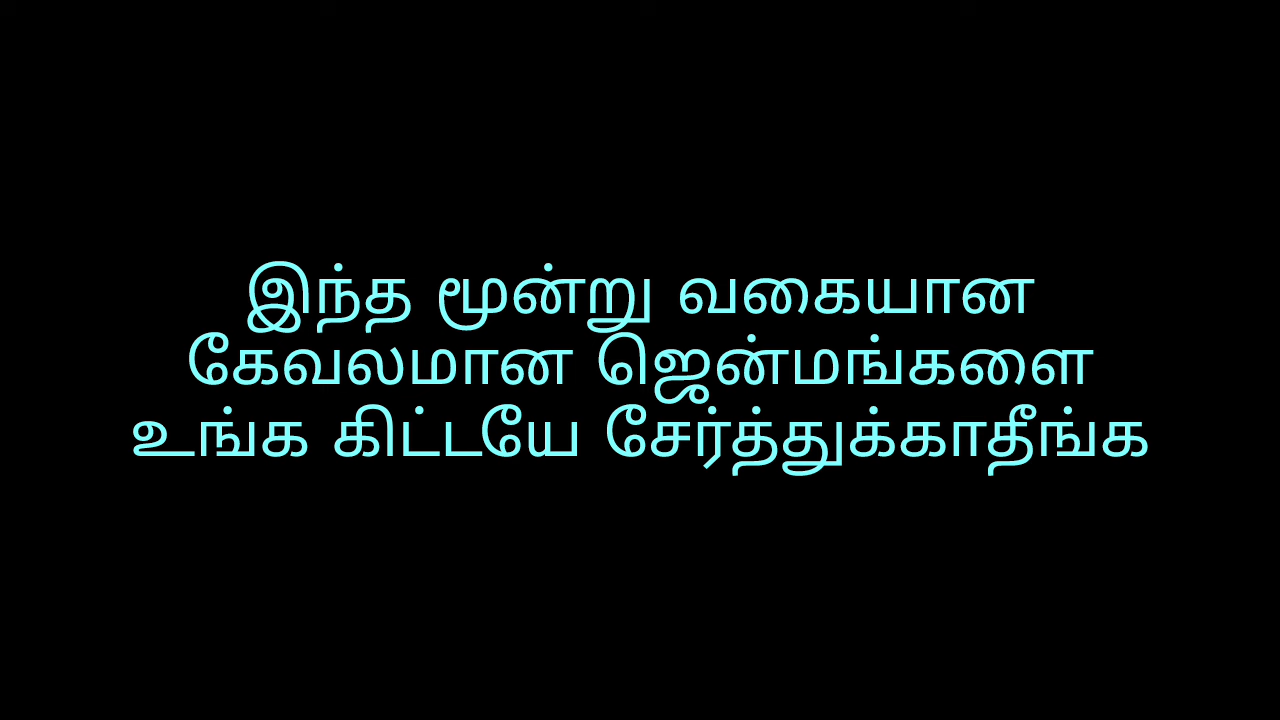 இந்த மூன்று வகையான
கேவலமான ஜென்மங்களை
உங்க கிட்டயே சேர்த்துக்காதீங்க